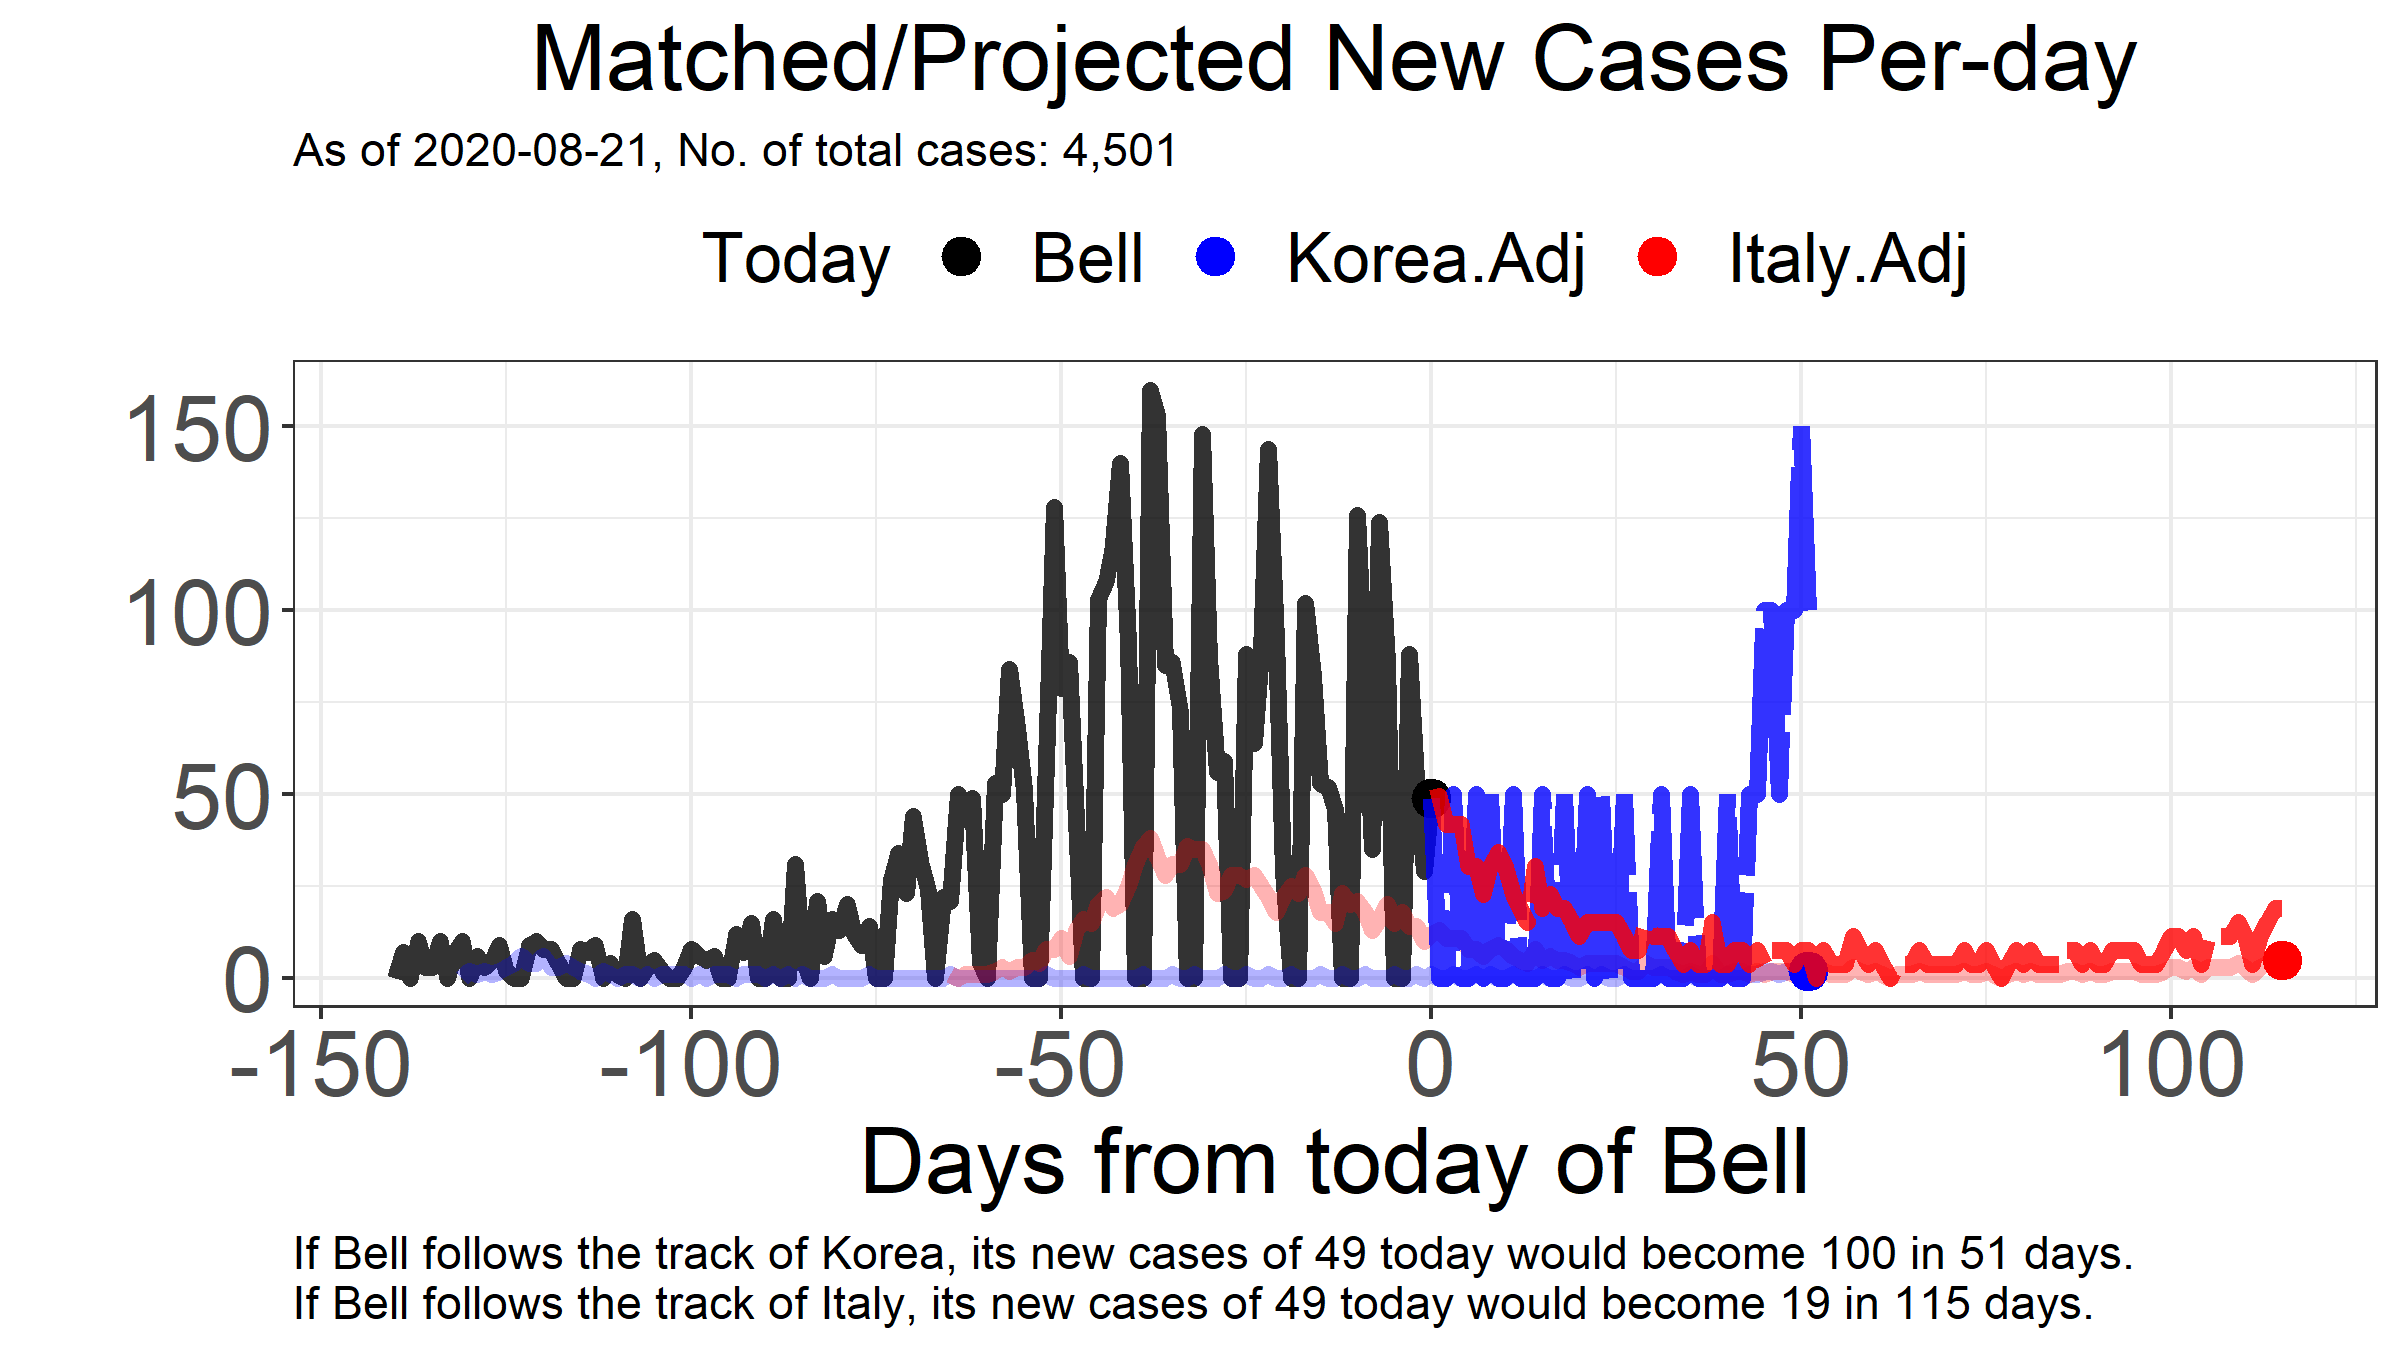 Matched/Projected New Cases Per-day
As of 2020-08-21, No. of total cases: 4,501
Today Bell Korea.Adj Italy.Adj
150
100
50
0
-150 -100 -50 0 50 100
Days from today of Bell
If Bell follows the track of Korea, its new cases of 49 today would become 100 in 51 days.
If Bell follows the track of Italy, its new cases of 49 today would become 19 in 115 days.